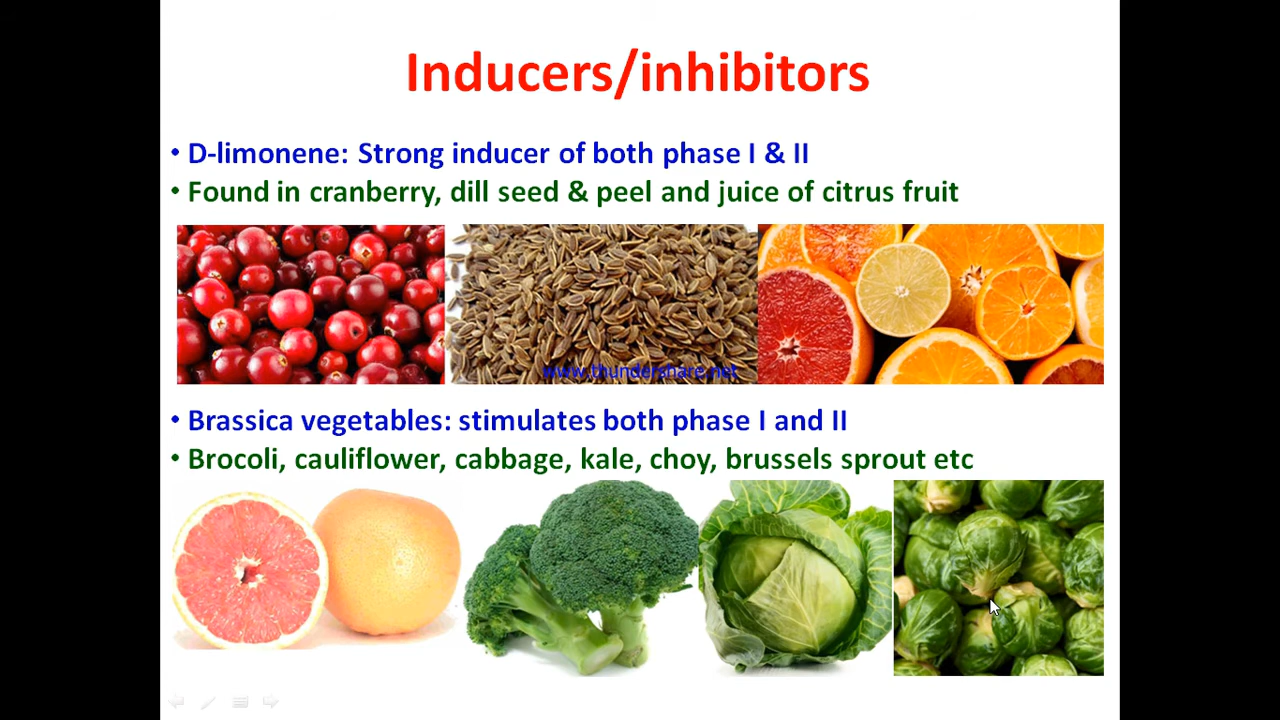 Inducers/inhibitors
• D-limonene: Strong inducer of both phase I & II
• Found in cranberry, dill seed & peel and juice of citrus fruit
www.thundershare.net
• Brassica vegetables: stimulates both phase I and II
• Brocoli, cauliflower, cabbage, kale, choy, brussels sprout etc